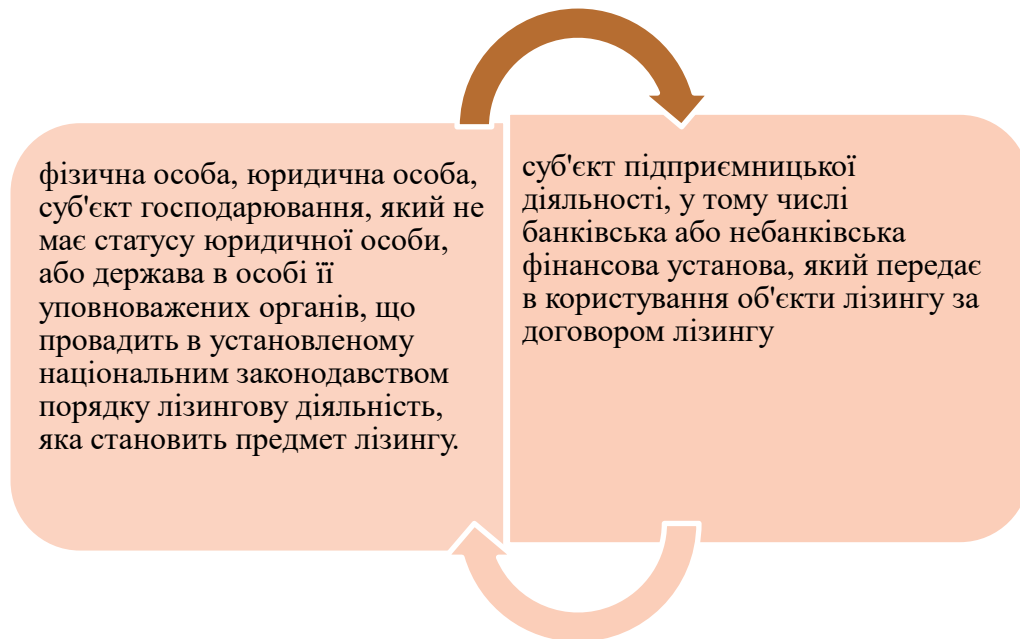 фізична особа, юридична особа,
суб'єкт господарювання, який не
має статусу юридичної особи,
або держава в особі її
уповноважених органів, що
провадить в установленому
національним законодавством
порядку лізингову діяльність,
яка становить предмет лізингу.
суб'єкт підприємницької
діяльності, у тому числі
банківська або небанківська
фінансова установа, який передає
в користування об'єкти лізингу за
договором лізингу